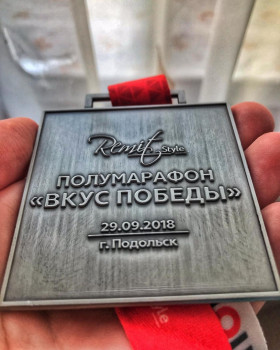 Remit
Style
ПОЛУМАРАФОН
«ВКУС ПОБЕДЫ»
29.09.2018
г. Подольск